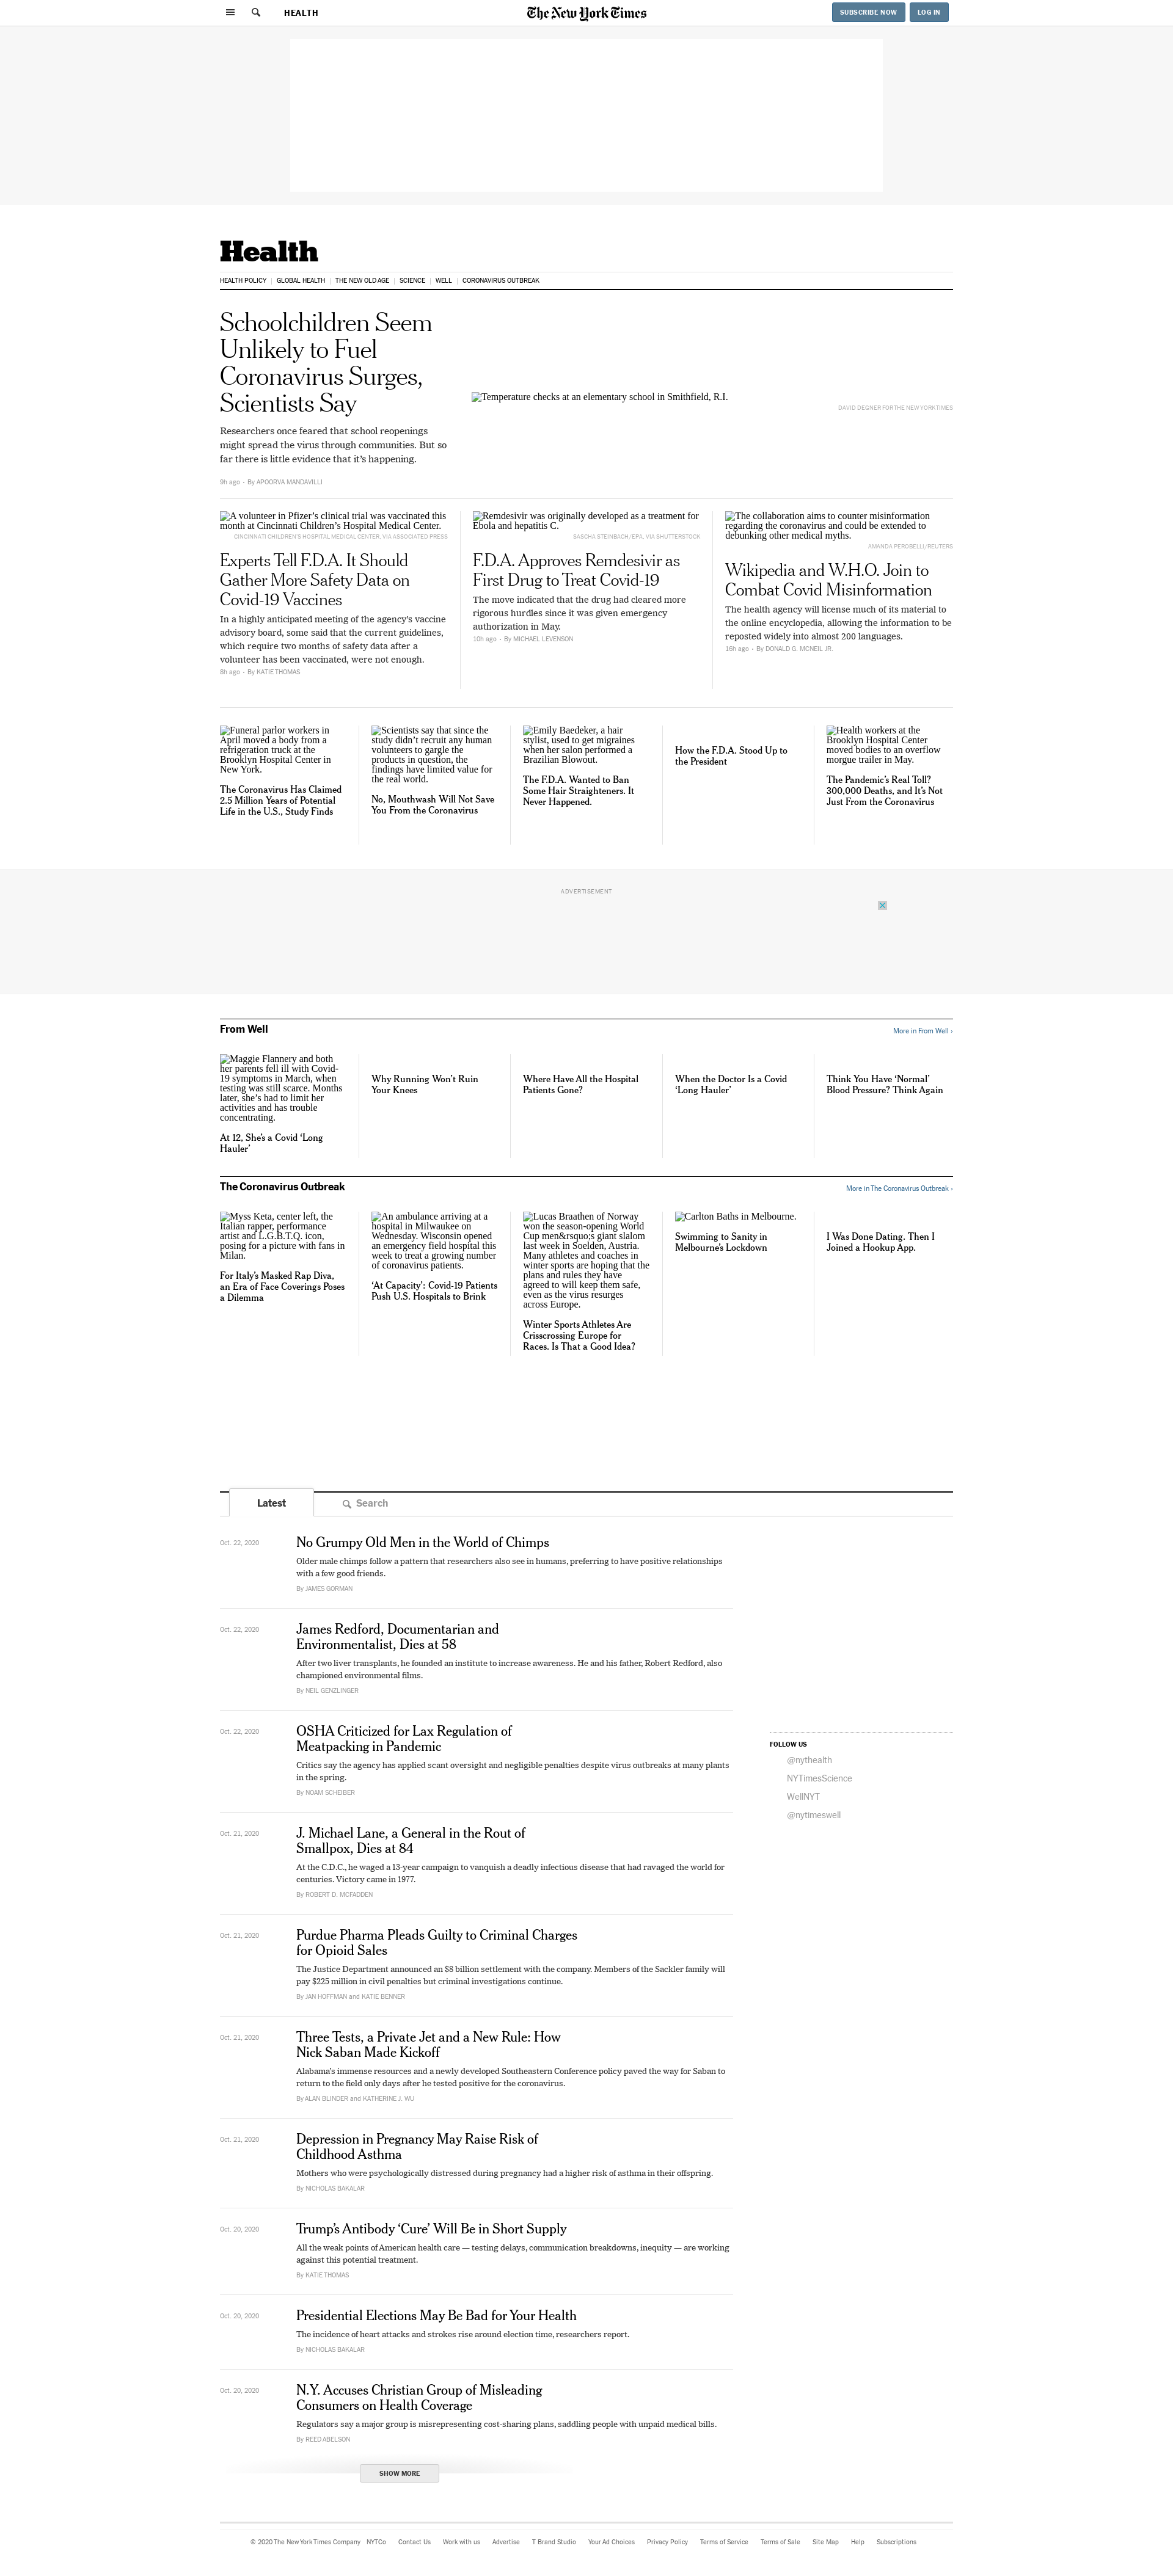 HEALTH
The New York Times
SUBSCRIBE NOW
LOG IN
Health
HEALTH POLICY | GLOBAL HEALTH | THE NEW OLD AGE | SCIENCE | WELL | CORONAVIRUS OUTBREAK
Schoolchildren Seem
Unlikely to Fuel
Coronavirus Surges,
Scientists Say
Researchers once feared that school reopenings
might spread the virus through communities. But so
far there is little evidence that it’s happening.
9h ago • By APOORVA MANDAVILLI
Temperature checks at an elementary school in Smithfield, R.I.
DAVID DEGNER FOR THE NEW YORK TIMES
A volunteer in Pfizer’s clinical trial was vaccinated this
month at Cincinnati Children’s Hospital Medical Center.
CINCINNATI CHILDREN’S HOSPITAL MEDICAL CENTER, VIA ASSOCIATED PRESS
Experts Tell F.D.A. It Should
Gather More Safety Data on
Covid-19 Vaccines
In a highly anticipated meeting of the agency’s vaccine
advisory board, some said that the current guidelines,
which require two months of safety data after a
volunteer has been vaccinated, were not enough.
8h ago • By KATIE THOMAS
Remdesivir was originally developed as a treatment for
Ebola and hepatitis C.
SASCHA STEINBACH/EPA, VIA SHUTTERSTOCK
F.D.A. Approves Remdesivir as
First Drug to Treat Covid-19
The move indicated that the drug had cleared more
rigorous hurdles since it was given emergency
authorization in May.
10h ago • By MICHAEL LEVENSON
The collaboration aims to counter misinformation
regarding the coronavirus and could be extended to
debunking other medical myths.
AMANDA PEROBELLI/REUTERS
Wikipedia and W.H.O. Join to
Combat Covid Misinformation
The health agency will license much of its material to
the online encyclopedia, allowing the information to be
reposted widely into almost 200 languages.
16h ago • By DONALD G. MCNEIL JR.
Funeral parlor workers in
April moved a body from a
refrigeration truck at the
Brooklyn Hospital Center in
New York.
The Coronavirus Has Claimed
2.5 Million Years of Potential
Life in the U.S., Study Finds
Scientists say that since the
study didn’t recruit any human
volunteers to gargle the
products in question, the
findings have limited value for
the real world.
No, Mouthwash Will Not Save
You From the Coronavirus
Emily Baedeker, a hair
stylist, used to get migraines
when her salon performed a
Brazilian Blowout.
The F.D.A. Wanted to Ban
Some Hair Straighteners. It
Never Happened.
How the F.D.A. Stood Up to
the President
Health workers at the
Brooklyn Hospital Center
moved bodies to an overflow
morgue trailer in May.
The Pandemic’s Real Toll?
300,000 Deaths, and It’s Not
Just From the Coronavirus
ADVERTISEMENT
From Well
More in From Well ›
Maggie Flannery and both
her parents fell ill with Covid-
19 symptoms in March, when
testing was still scarce. Months
later, she’s had to limit her
activities and has trouble
concentrating.
At 12, She’s a Covid ‘Long
Hauler’
Why Running Won’t Ruin
Your Knees
Where Have All the Hospital
Patients Gone?
When the Doctor Is a Covid
‘Long Hauler’
Think You Have ‘Normal’
Blood Pressure? Think Again
The Coronavirus Outbreak
More in The Coronavirus Outbreak ›
Myss Keta, center left, the
Italian rapper, performance
artist and L.G.B.T.Q. icon,
posing for a picture with fans in
Milan.
For Italy’s Masked Rap Diva,
an Era of Face Coverings Poses
a Dilemma
An ambulance arriving at a
hospital in Milwaukee on
Wednesday. Wisconsin opened
an emergency field hospital this
week to treat a growing number
of coronavirus patients.
‘At Capacity’: Covid-19 Patients
Push U.S. Hospitals to Brink
Lucas Braathen of Norway
won the season-opening World
Cup men&rsquo;s giant slalom
last week in Soelden, Austria.
Many athletes and coaches in
winter sports are hoping that the
plans and rules they have
agreed to will keep them safe,
even as the virus resurges
across Europe.
Winter Sports Athletes Are
Crisscrossing Europe for
Races. Is That a Good Idea?
Carlton Baths in Melbourne.
Swimming to Sanity in
Melbourne’s Lockdown
I Was Done Dating. Then I
Joined a Hookup App.
Latest
Search
Oct. 22, 2020
No Grumpy Old Men in the World of Chimps
Older male chimps follow a pattern that researchers also see in humans, preferring to have positive relationships
with a few good friends.
By JAMES GORMAN
Oct. 22, 2020
James Redford, Documentarian and
Environmentalist, Dies at 58
After two liver transplants, he founded an institute to increase awareness. He and his father, Robert Redford, also
championed environmental films.
By NEIL GENZLINGER
Oct. 22, 2020
OSHA Criticized for Lax Regulation of
Meatpacking in Pandemic
Critics say the agency has applied scant oversight and negligible penalties despite virus outbreaks at many plants
in the spring.
By NOAM SCHEIBER
FOLLOW US
@nythealth
NYTimesScience
WellNYT
@nytimeswell
Oct. 21, 2020
J. Michael Lane, a General in the Rout of
Smallpox, Dies at 84
At the C.D.C., he waged a 13-year campaign to vanquish a deadly infectious disease that had ravaged the world for
centuries. Victory came in 1977.
By ROBERT D. MCFADDEN
Oct. 21, 2020
Purdue Pharma Pleads Guilty to Criminal Charges
for Opioid Sales
The Justice Department announced an $8 billion settlement with the company. Members of the Sackler family will
pay $225 million in civil penalties but criminal investigations continue.
By JAN HOFFMAN and KATIE BENNER
Oct. 21, 2020
Three Tests, a Private Jet and a New Rule: How
Nick Saban Made Kickoff
Alabama’s immense resources and a newly developed Southeastern Conference policy paved the way for Saban to
return to the field only days after he tested positive for the coronavirus.
By ALAN BLINDER and KATHERINE J. WU
Oct. 21, 2020
Depression in Pregnancy May Raise Risk of
Childhood Asthma
Mothers who were psychologically distressed during pregnancy had a higher risk of asthma in their offspring.
By NICHOLAS BAKALAR
Oct. 20, 2020
Trump’s Antibody ‘Cure’ Will Be in Short Supply
All the weak points of American health care — testing delays, communication breakdowns, inequity — are working
against this potential treatment.
By KATIE THOMAS
Oct. 20, 2020
Presidential Elections May Be Bad for Your Health
The incidence of heart attacks and strokes rise around election time, researchers report.
By NICHOLAS BAKALAR
Oct. 20, 2020
N.Y. Accuses Christian Group of Misleading
Consumers on Health Coverage
Regulators say a major group is misrepresenting cost-sharing plans, saddling people with unpaid medical bills.
By REED ABELSON
SHOW MORE
© 2020 The New York Times Company NYTCo Contact Us Work with us Advertise T Brand Studio Your Ad Choices Privacy Policy Terms of Service Terms of Sale Site Map Help Subscriptions